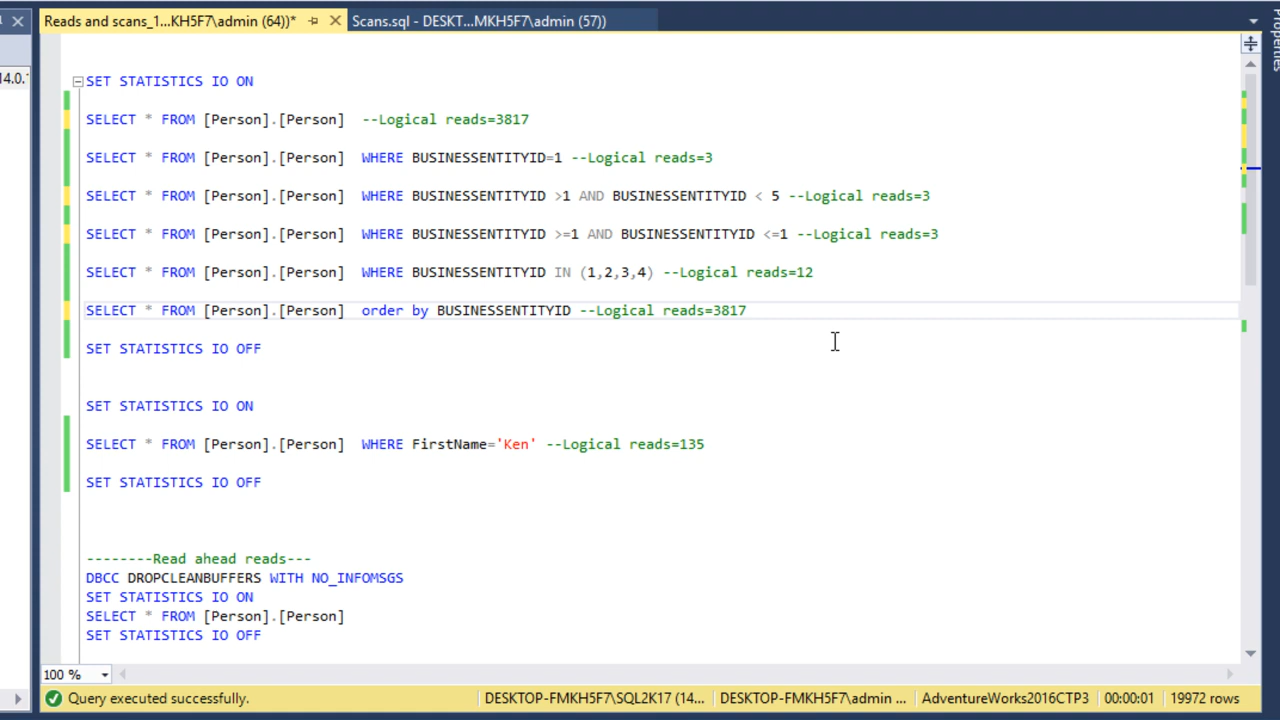 Reads and scans_1...KH5F7\admin (64))*
Scans.sql - DESKT...MKH5F7\admin (57))
Properties
14.0.1
SET STATISTICS IO ON
SELECT * FROM [Person].[Person]  --Logical reads=3817
SELECT * FROM [Person].[Person]  WHERE BUSINESSENTITYID=1 --Logical reads=3
SELECT * FROM [Person].[Person]  WHERE BUSINESSENTITYID >1 AND BUSINESSENTITYID < 5 --Logical reads=3
SELECT * FROM [Person].[Person]  WHERE BUSINESSENTITYID >=1 AND BUSINESSENTITYID <=1 --Logical reads=3
SELECT * FROM [Person].[Person]  WHERE BUSINESSENTITYID IN (1,2,3,4) --Logical reads=12
SELECT * FROM [Person].[Person]  order by BUSINESSENTITYID --Logical reads=3817
SET STATISTICS IO OFF
SET STATISTICS IO ON
SELECT * FROM [Person].[Person]  WHERE FirstName='Ken' --Logical reads=135
SET STATISTICS IO OFF
--------Read ahead reads---
DBCC DROPCLEANBUFFERS WITH NO_INFOMSGS
SET STATISTICS IO ON
SELECT * FROM [Person].[Person]
SET STATISTICS IO OFF
100 %
Query executed successfully.
DESKTOP-FMKH5F7\SQL2K17 (14...
DESKTOP-FMKH5F7\admin ...
AdventureWorks2016CTP3
00:00:01
19972 rows